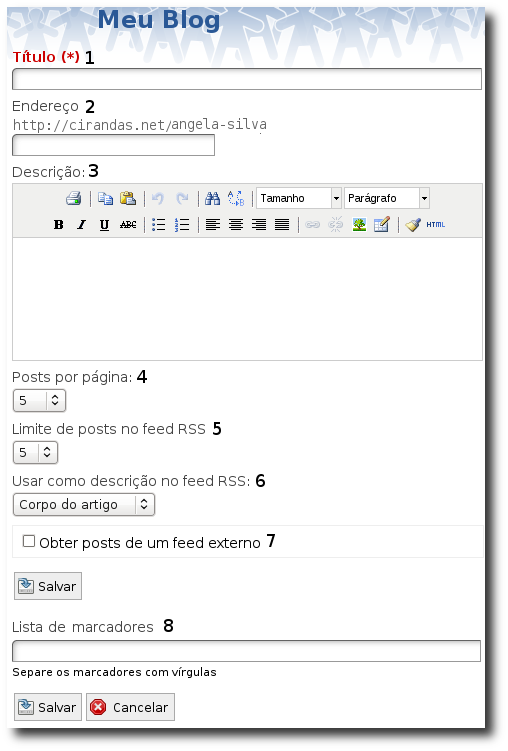 Meu Blog
Título (*) 1
Endereço 2
http://cirandas.net/angela-silva
Descrição: 3
Tamanho Parágrafo
B I U ABC HTML
Posts por página: 4
5
Limite de posts no feed RSS 5
5
Usar como descrição no feed RSS: 6
Corpo do artigo
Obter posts de um feed externo 7
Salvar
Lista de marcadores 8
Separe os marcadores com vírgulas
Salvar Cancelar